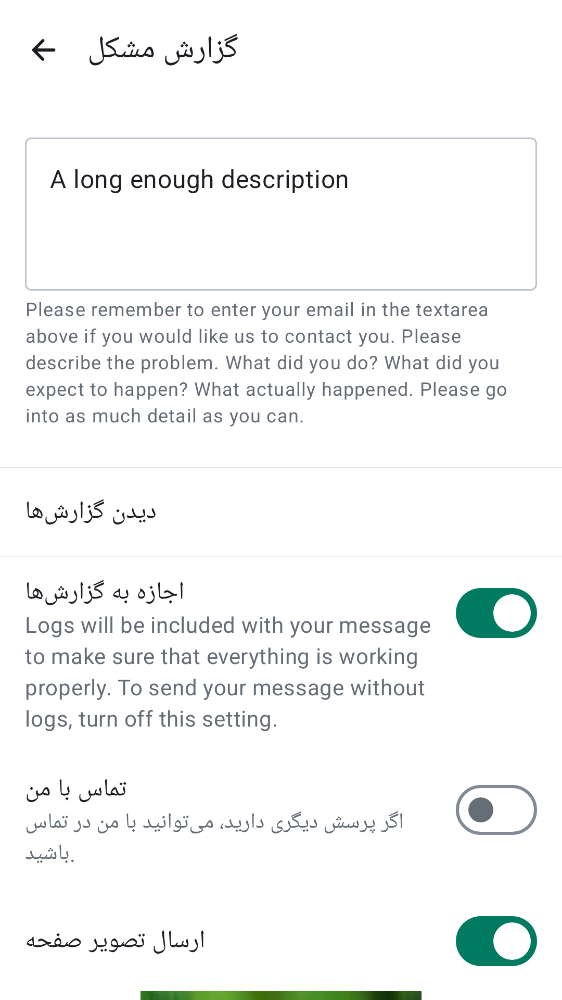 گزارش مشکل
A long enough description
Please remember to enter your email in the textarea
above if you would like us to contact you. Please
describe the problem. What did you do? What did you
expect to happen? What actually happened. Please go
into as much detail as you can.
دیدن گزارش‌ها
اجازه به گزارش‌ها
Logs will be included with your message
to make sure that everything is working
properly. To send your message without
logs, turn off this setting.
تماس با من
اگر پرسش دیگری دارید، می‌توانید با من در تماس
باشید.
ارسال تصویر صفحه